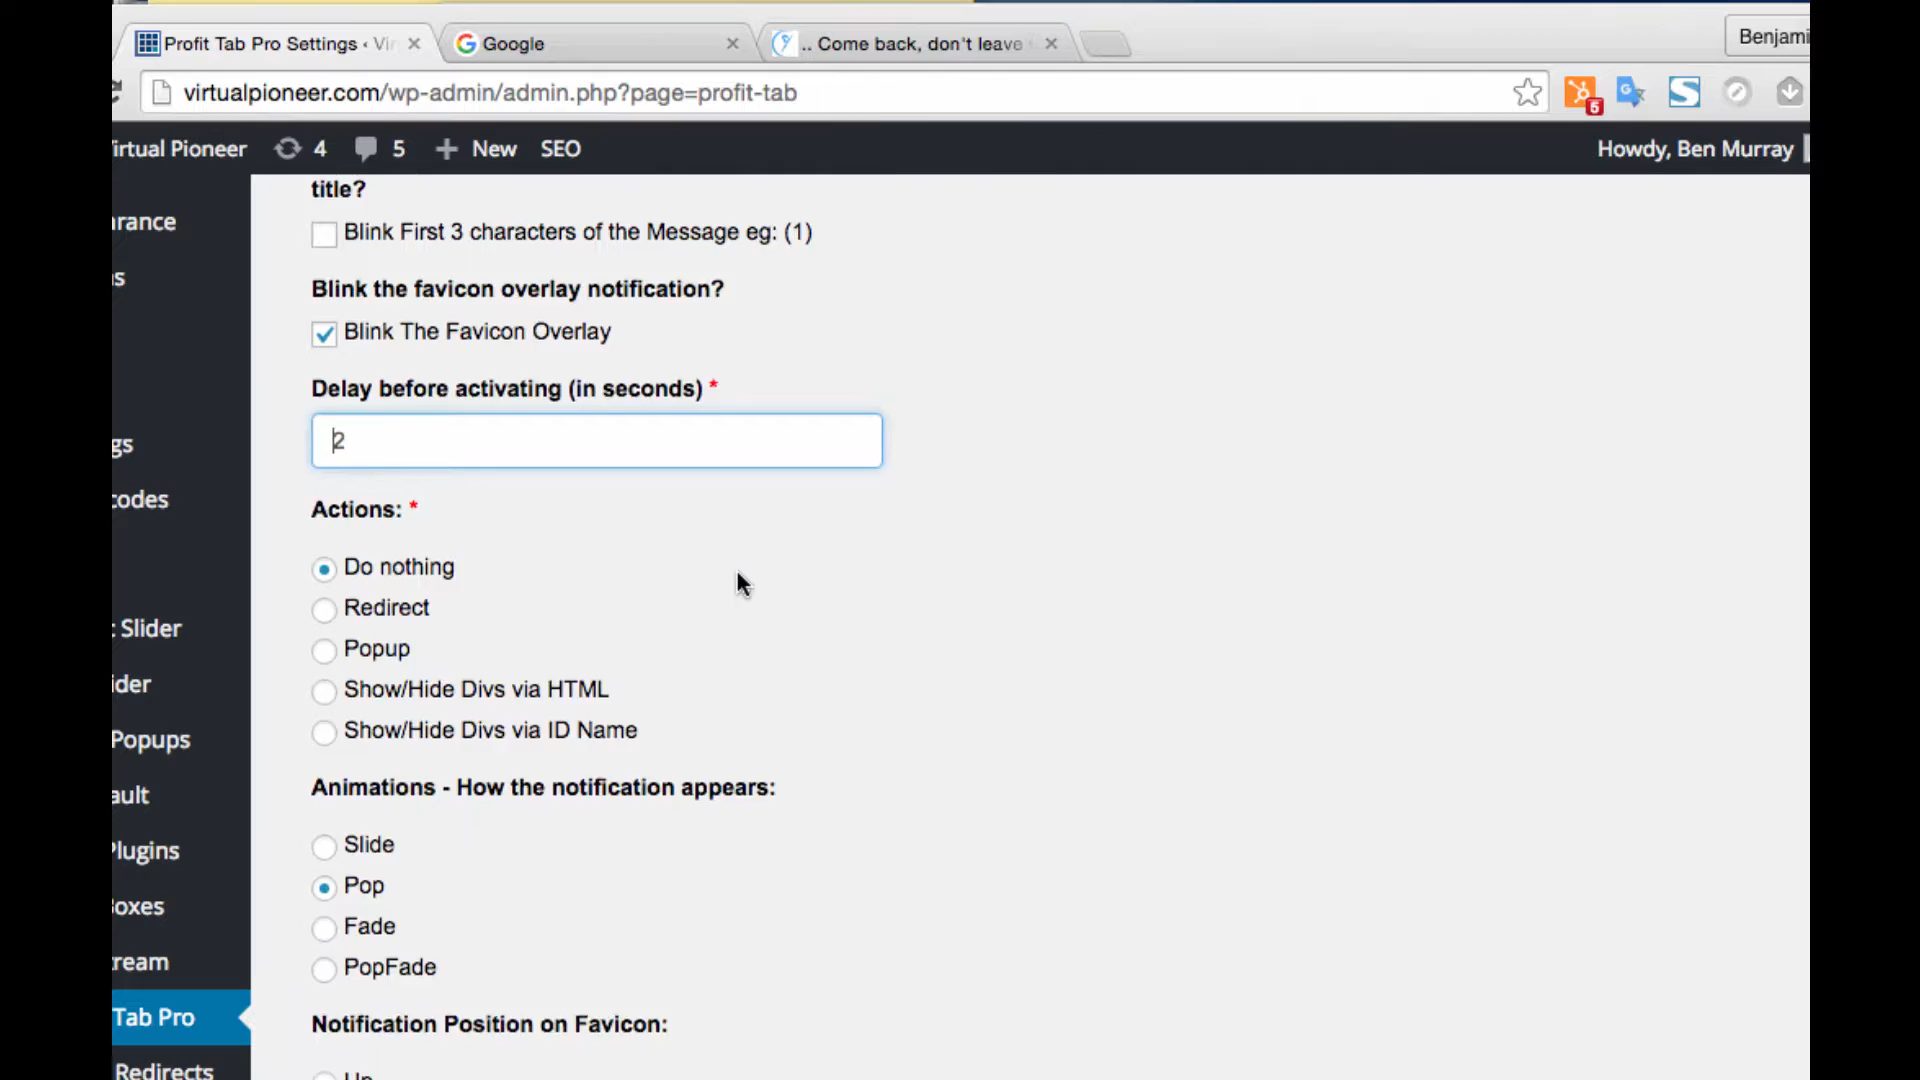 Profit Tab Pro Settings ‹ Vir
Google
.. Come back, don't leave
Benjami
virtualpioneer.com/wp-admin/admin.php?page=profit-tab
5
irtual Pioneer
4
5
New
SEO
Howdy, Ben Murray
title?
Blink First 3 characters of the Message eg: (1)
Blink the favicon overlay notification?
Blink The Favicon Overlay
Delay before activating (in seconds) *
2
Actions: *
Do nothing
Redirect
Popup
Show/Hide Divs via HTML
Show/Hide Divs via ID Name
Animations - How the notification appears:
Slide
Pop
Fade
PopFade
Notification Position on Favicon:
Up
arance
s
gs
codes
Slider
ider
Popups
ault
Plugins
oxes
ream
Tab Pro
Redirects